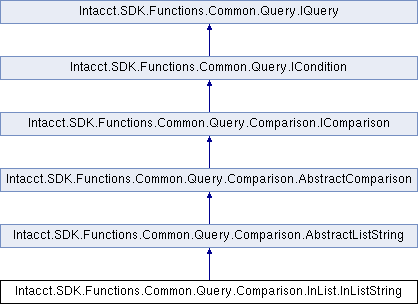 Intacct.SDK.Functions.Common.Query.IQuery
Intacct.SDK.Functions.Common.Query.ICondition
Intacct.SDK.Functions.Common.Query.Comparison.IComparison
Intacct.SDK.Functions.Common.Query.Comparison.AbstractComparison
Intacct.SDK.Functions.Common.Query.Comparison.AbstractListString
Intacct.SDK.Functions.Common.Query.Comparison.InList.InListString